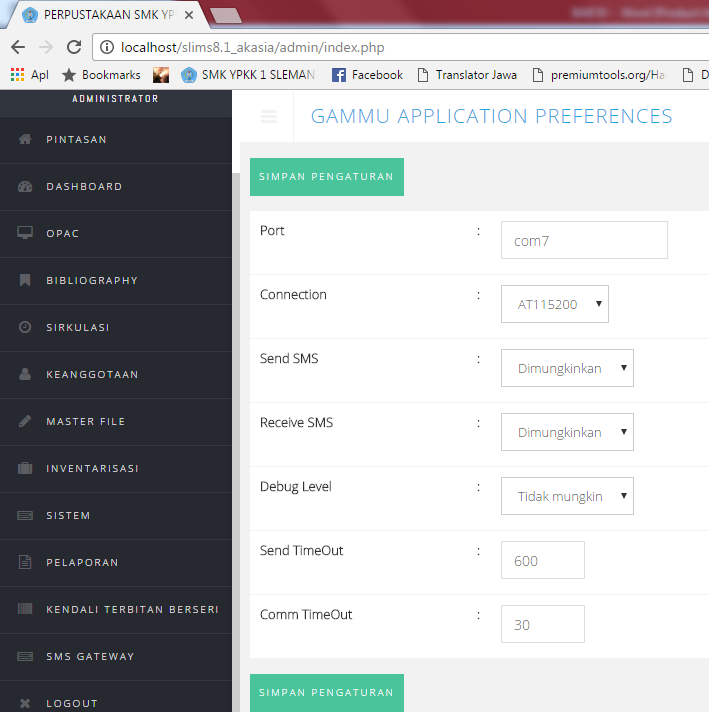 PERPUSTAKAAN SMK YP
localhost/slims8.1_akasia/admin/index.php
Apl Bookmarks SMK YPKK 1 SLEMAN Facebook Translator Jawa premiumtools.org/Ha D
ADMINISTRATOR
GAMMU APPLICATION PREFERENCES
PINTASAN
DASHBOARD
OPAC
BIBLIOGRAPHY
SIRKULASI
KEANGGOTAAN
MASTER FILE
INVENTARISASI
SISTEM
PELAPORAN
KENDALI TERBITAN BERSERI
SMS GATEWAY
LOGOUT
SIMPAN PENGATURAN
Port : com7
Connection : AT115200
Send SMS : Dimungkinkan
Receive SMS : Dimungkinkan
Debug Level : Tidak mungkin
Send TimeOut : 600
Comm TimeOut : 30
SIMPAN PENGATURAN